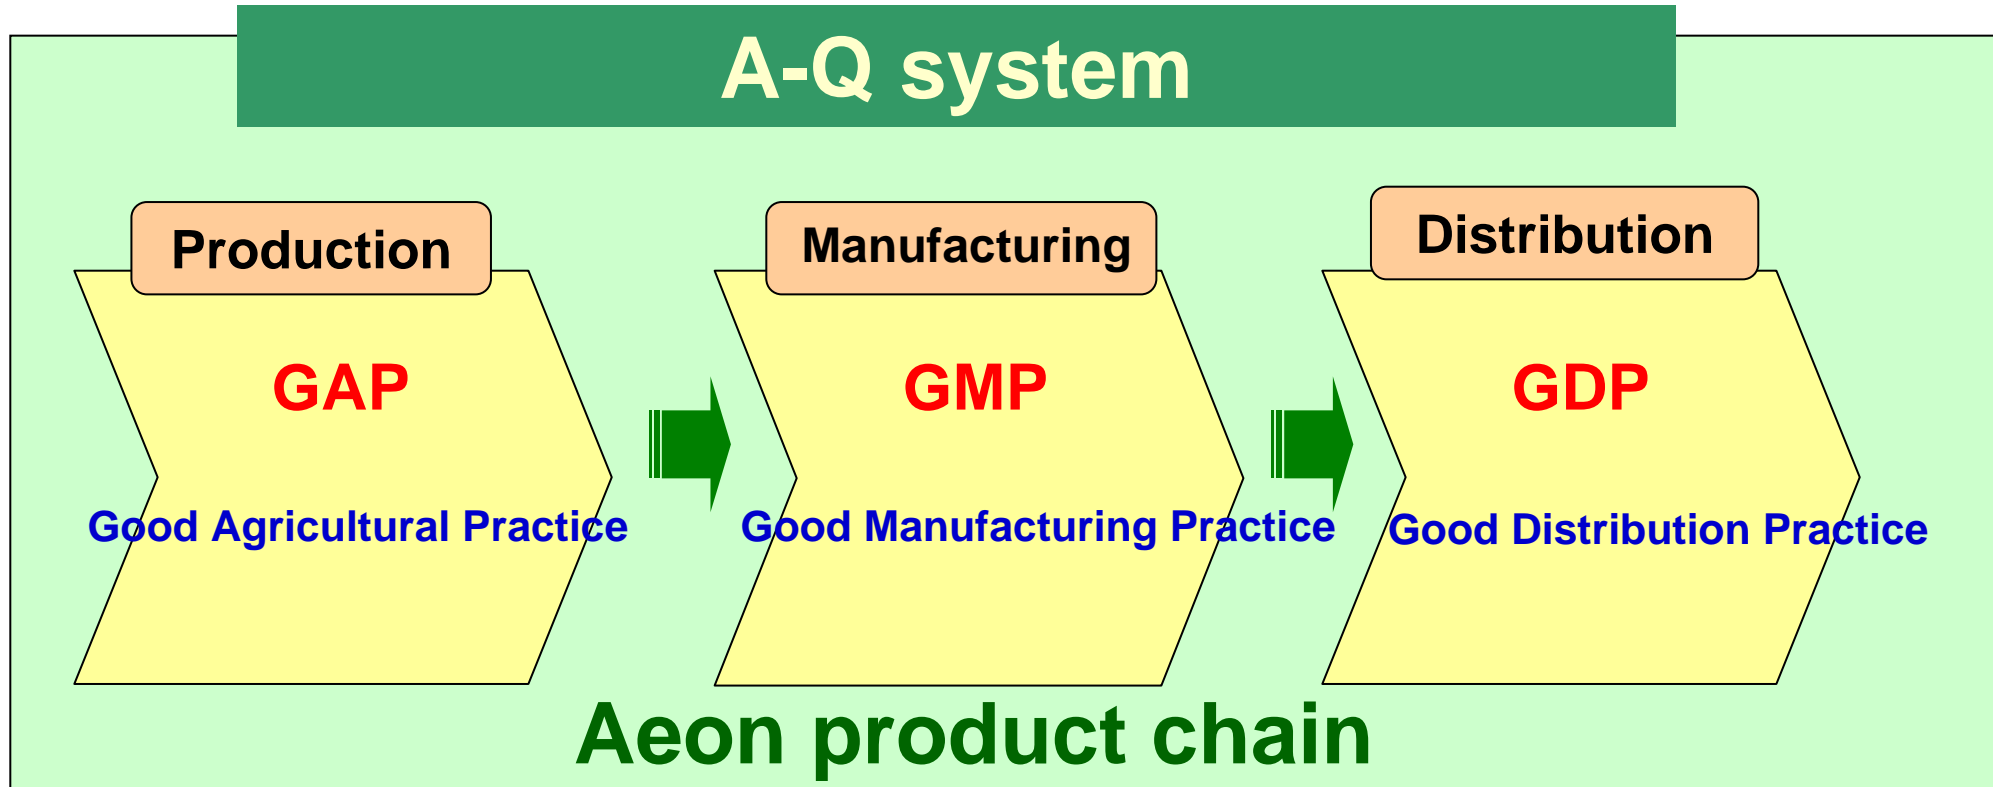 A-Q system
Production
Manufacturing
Distribution
GAP
GMP
GDP
Good Agricultural Practice
Good Manufacturing Practice
Good Distribution Practice
Aeon product chain